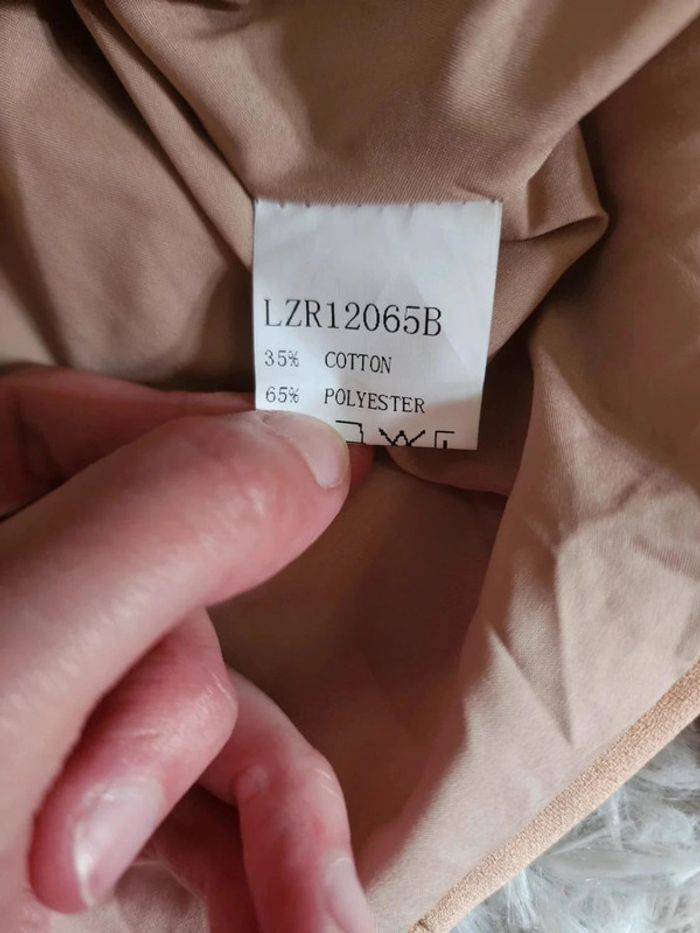 LZR12065B
35% COTTON
65% POLYESTER